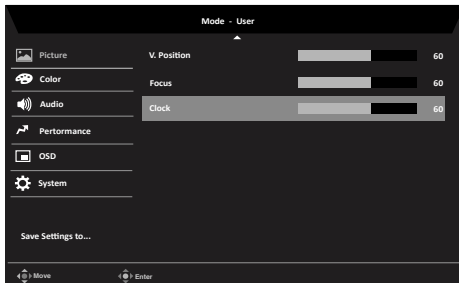 Mode - User
Picture
V. Position 60
Color
Focus 60
Audio
Clock 60
Pertormance
OSD
System
Save Settings to...
Move Enter